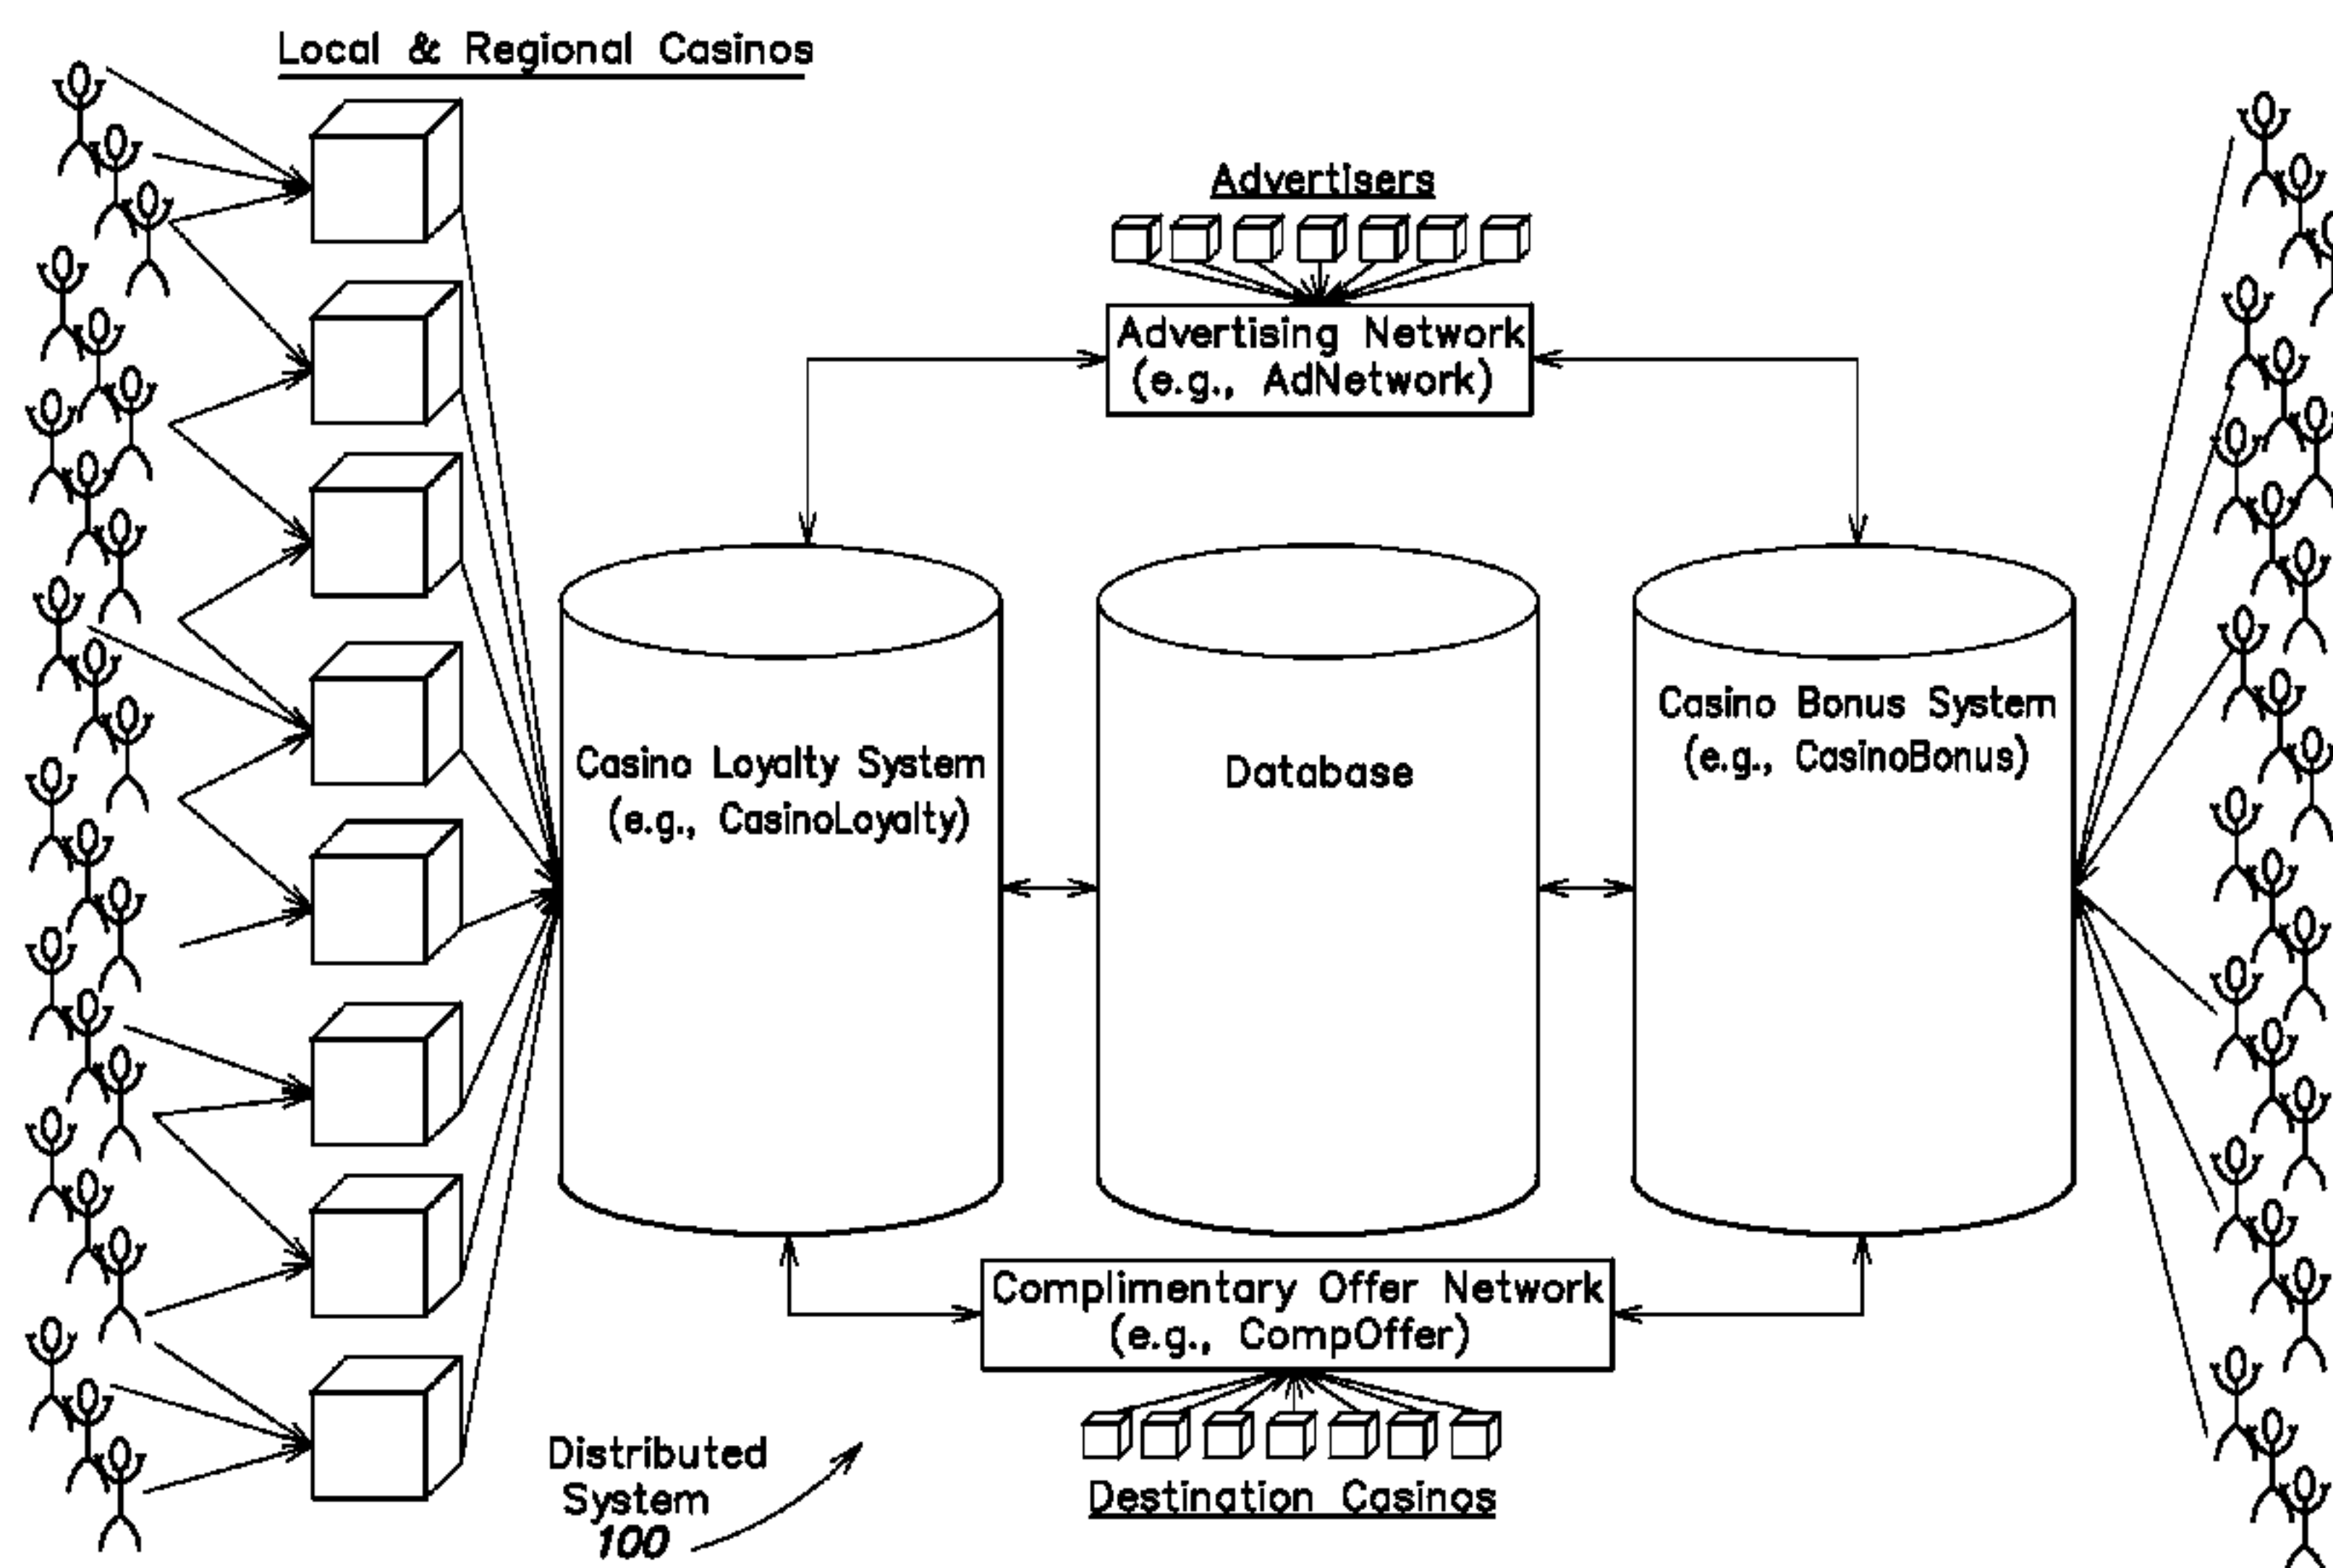 Local & Regional Casinos
Advertisers
Advertising Network
(e.g., AdNetwork)
Casino Loyalty System
(e.g., CasinoLoyalty)
Database
Casino Bonus System
(e.g., CasinoBonus)
Complimentary Offer Network
(e.g., CompOffer)
Destination Casinos
Distributed
System
100